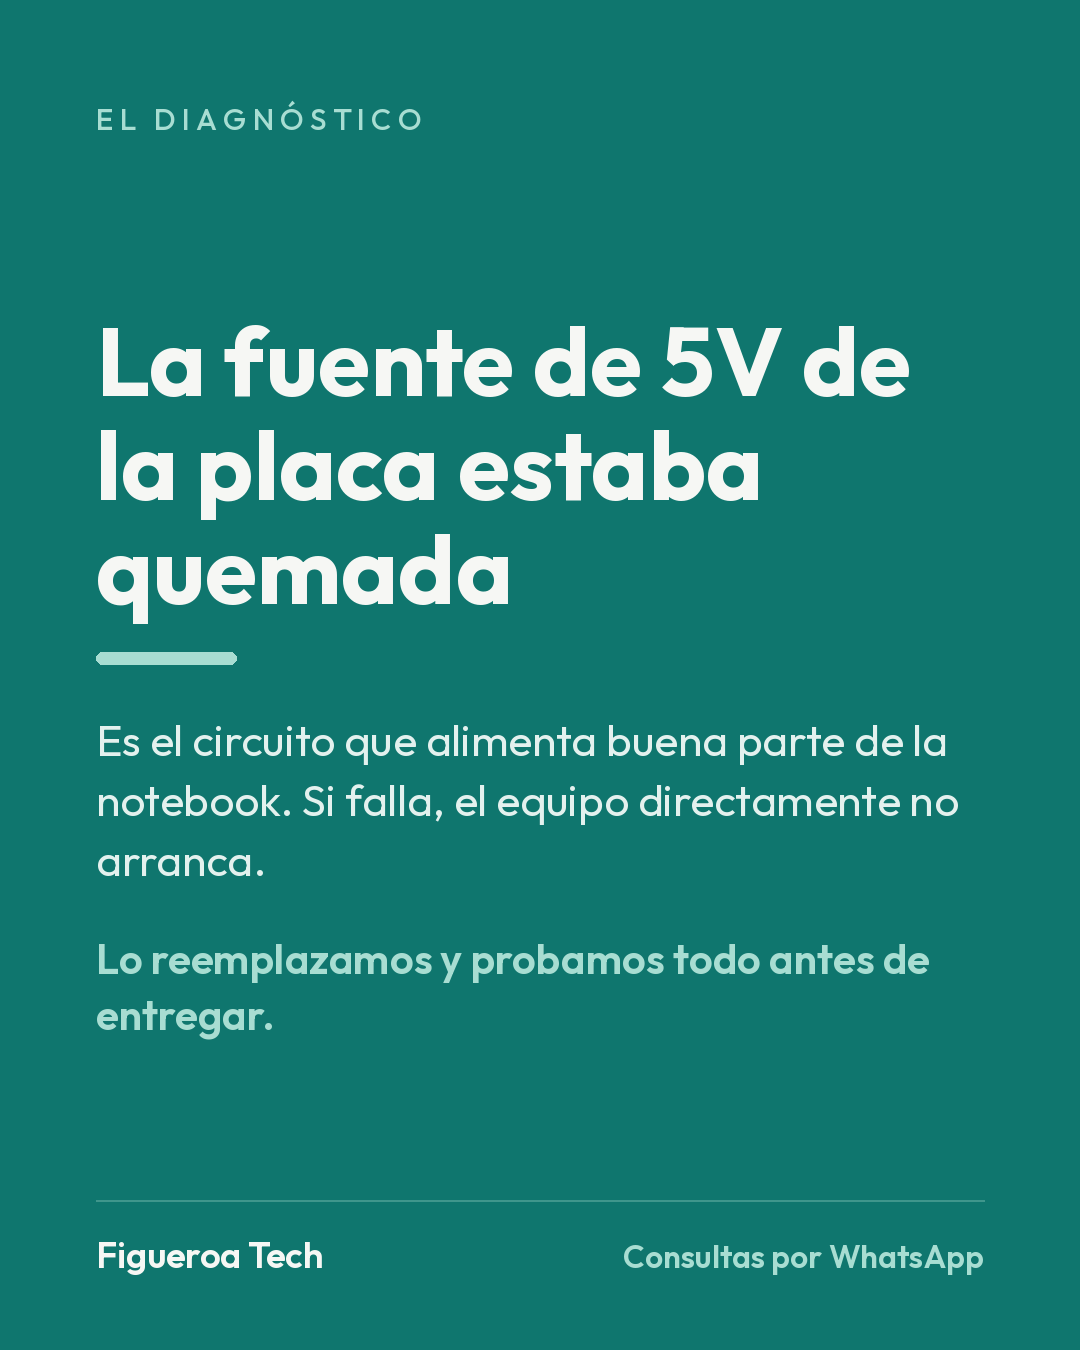 EL DIAGNÓSTICO
La fuente de 5V de
la placa estaba
quemada
Es el circuito que alimenta buena parte de la
notebook. Si falla, el equipo directamente no
arranca.
Lo reemplazamos y probamos todo antes de
entregar.
Figueroa Tech
Consultas por WhatsApp